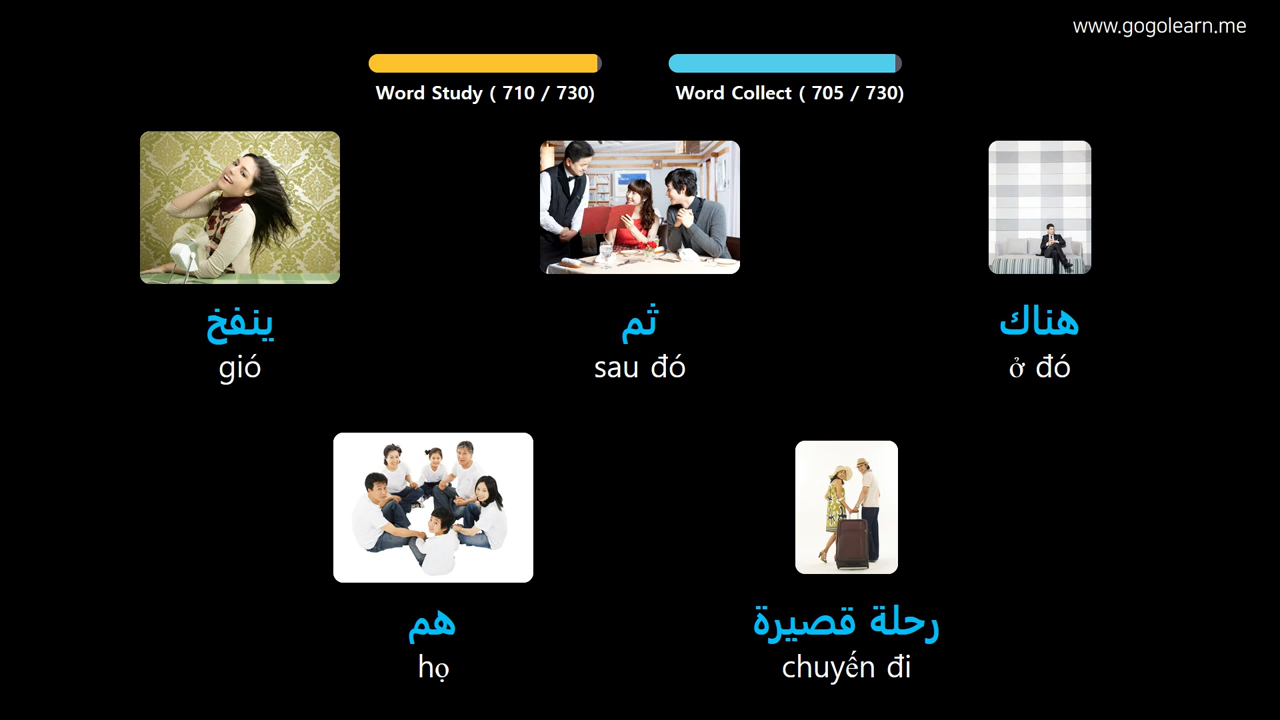 www.gogolearn.me
Word Study ( 710 / 730)
Word Collect ( 705 / 730)
ينفخ
gió
ثم
sau đó
هناك
ở đó
هم
họ
رحلة قصيرة
chuyến đi